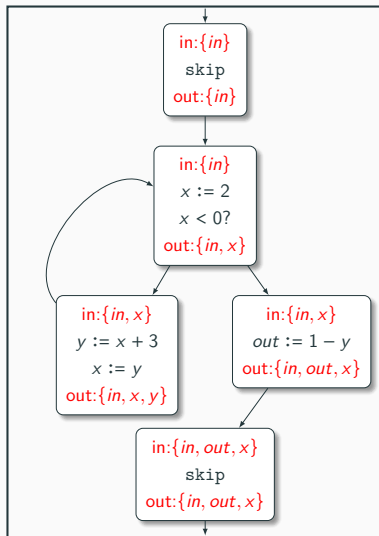 in:{in}
skip
out:{in}
in:{in}
x := 2
x < 0?
out:{in, x}
in:{in, x}
y := x + 3
x := y
out:{in, x, y}
in:{in, x}
out := 1 − y
out:{in, out, x}
in:{in, out, x}
skip
out:{in, out, x}